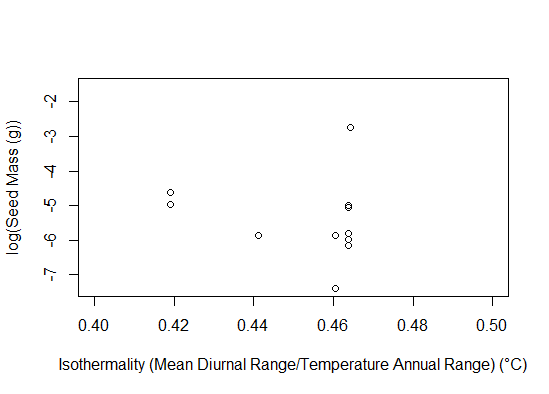 log(Seed Mass (g))
-2
-3
-4
-5
-6
-7
0.40 0.42 0.44 0.46 0.48 0.50
Isothermality (Mean Diurnal Range/Temperature Annual Range) (°C)